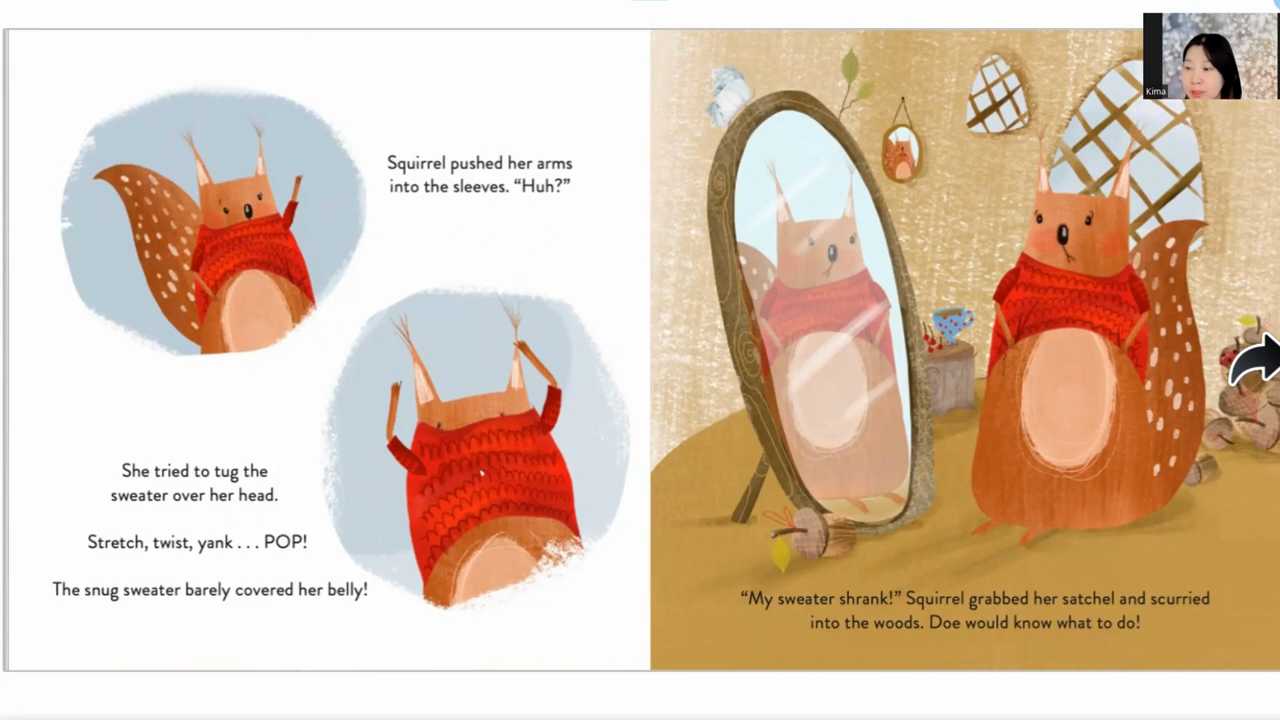 Squirrel pushed her arms
into the sleeves. “Huh?”
She tried to tug the
sweater over her head.
Stretch, twist, yank . . . POP!
The snug sweater barely covered her belly!
“My sweater shrank!” Squirrel grabbed her satchel and scurried
into the woods. Doe would know what to do!
Kima